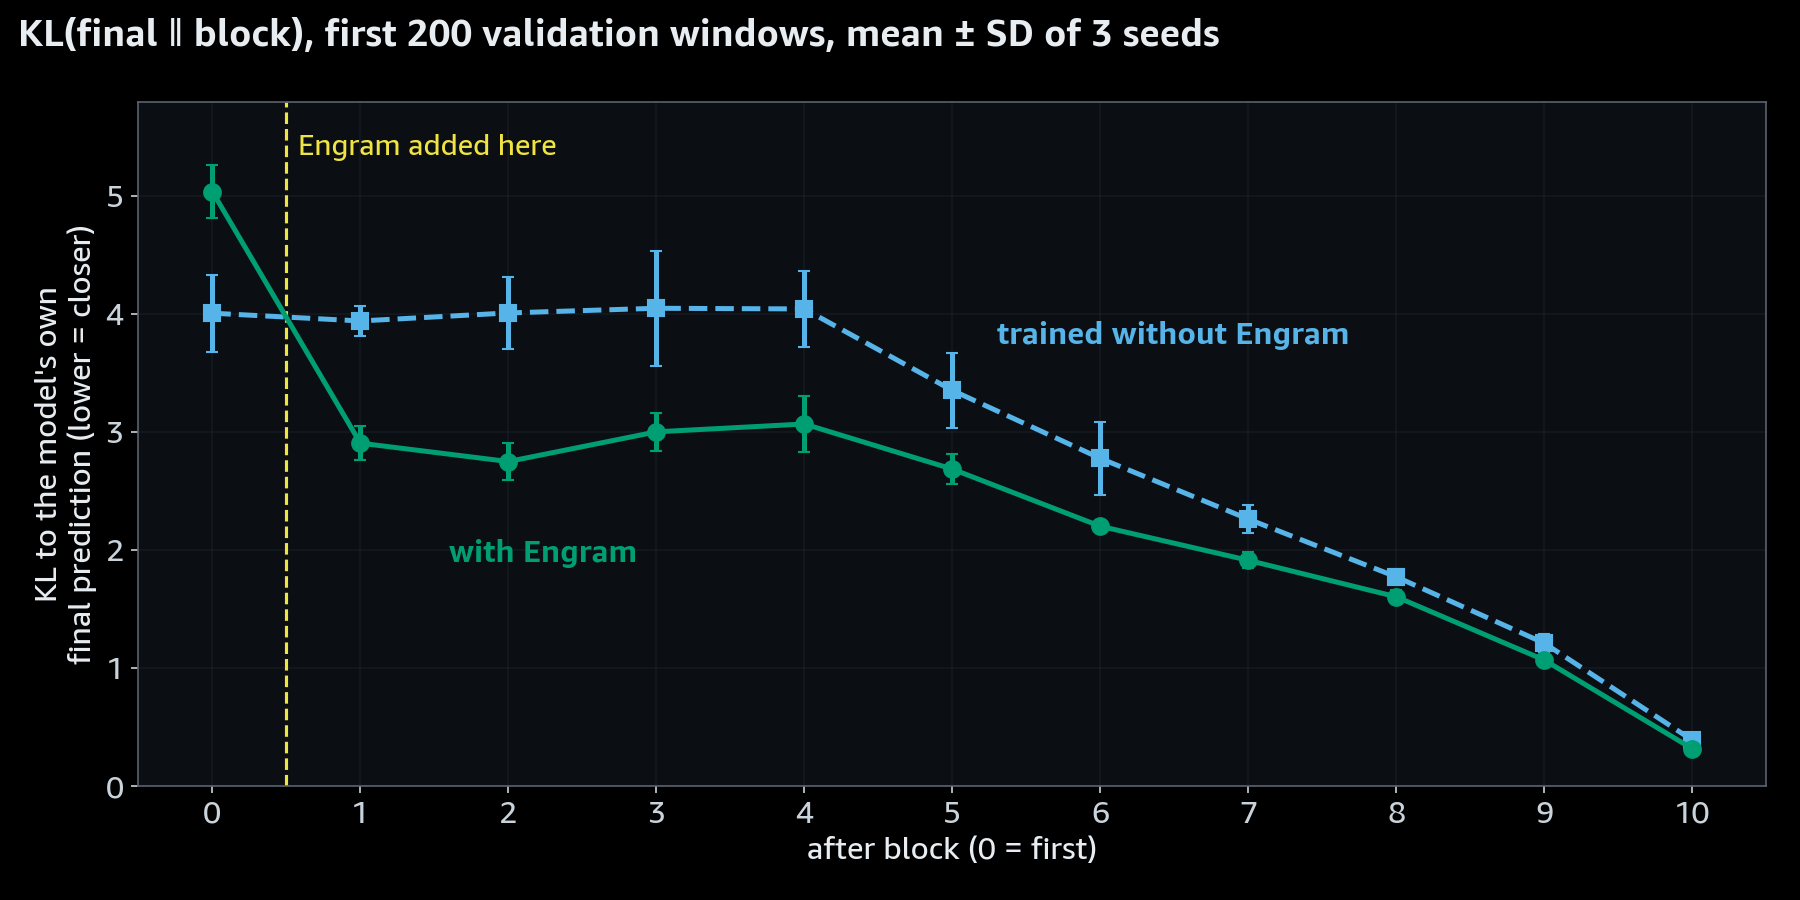 KL(final ‖ block), first 200 validation windows, mean ± SD of 3 seeds
Engram added here
5
4
3
2
1
0
KL to the model's own
final prediction (lower = closer)
trained without Engram
with Engram
0 1 2 3 4 5 6 7 8 9 10
after block (0 = first)